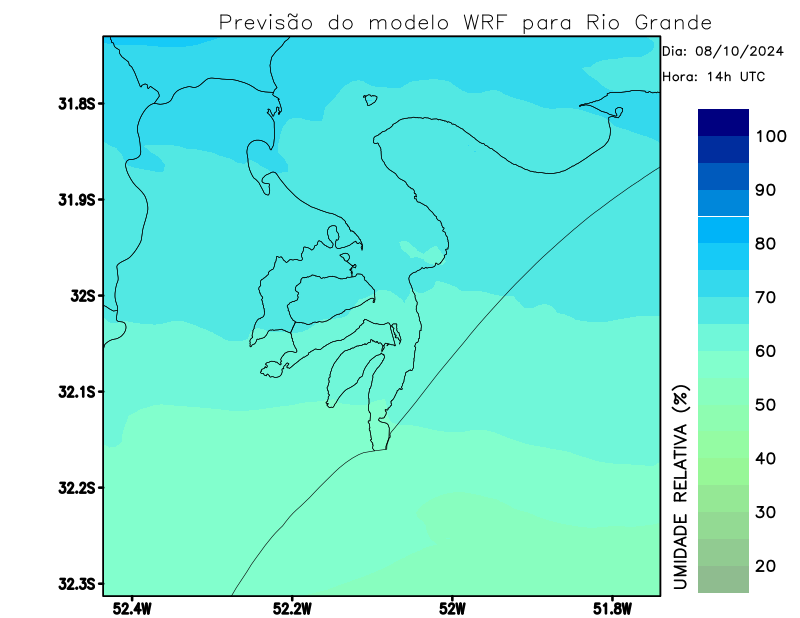 Previsão do modelo WRF para Rio Grande
Dia: 08/10/2024
Hora: 14h UTC
31.8S
31.9S
32S
32.1S
32.2S
32.3S
52.4W
52.2W
52W
51.8W
100
90
80
70
60
50
40
30
20
UMIDADE RELATIVA (%)